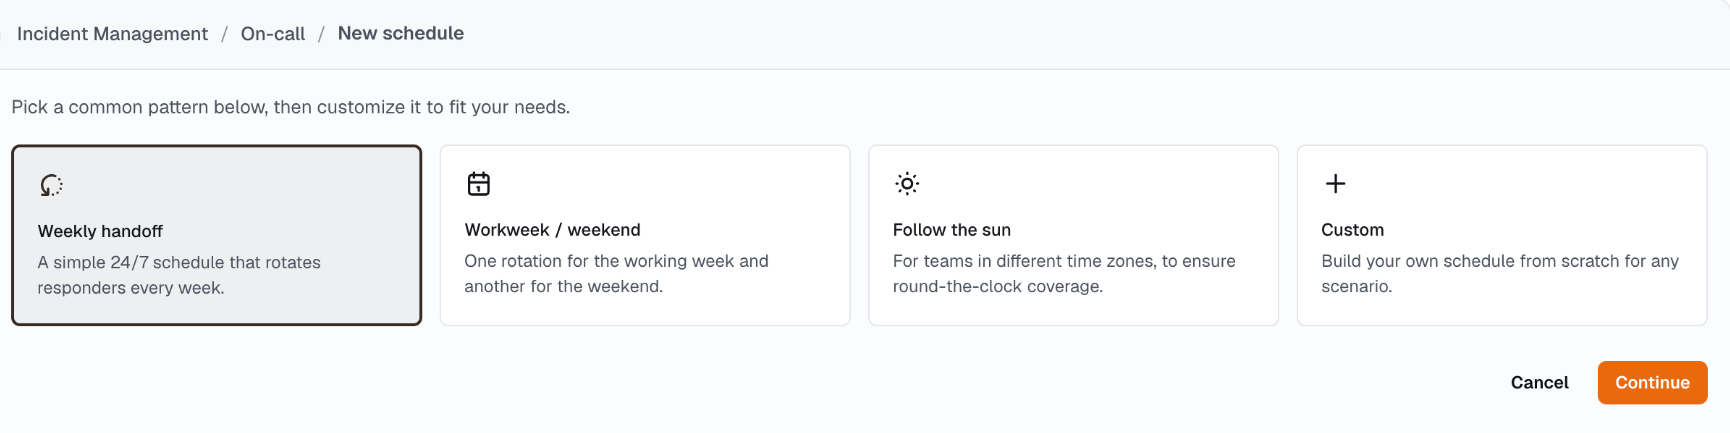 Incident Management / On-call / New schedule
Pick a common pattern below, then customize it to fit your needs.
Weekly handoff
A simple 24/7 schedule that rotates
responders every week.
Workweek / weekend
One rotation for the working week and
another for the weekend.
Follow the sun
For teams in different time zones, to ensure
round-the-clock coverage.
Custom
Build your own schedule from scratch for any
scenario.
Cancel
Continue